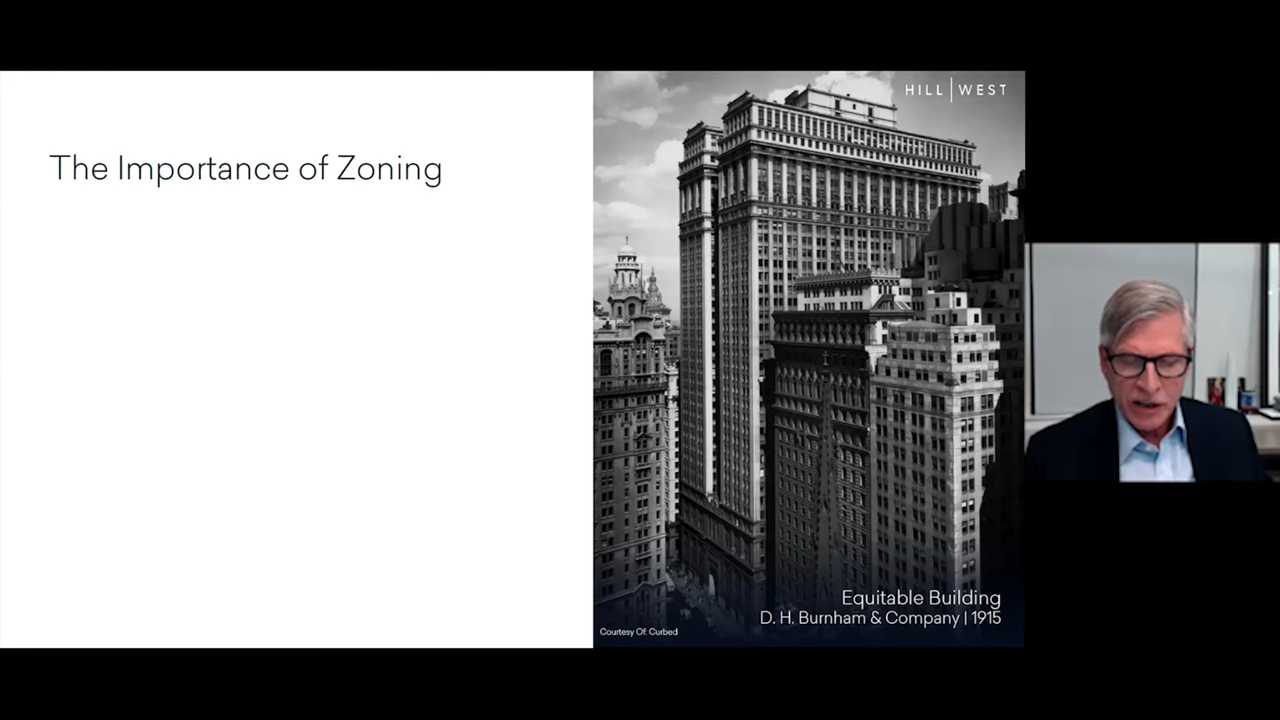 The Importance of Zoning
HILL | WEST
Equitable Building
D. H. Burnham & Company | 1915
Courtesy Of: Curbed